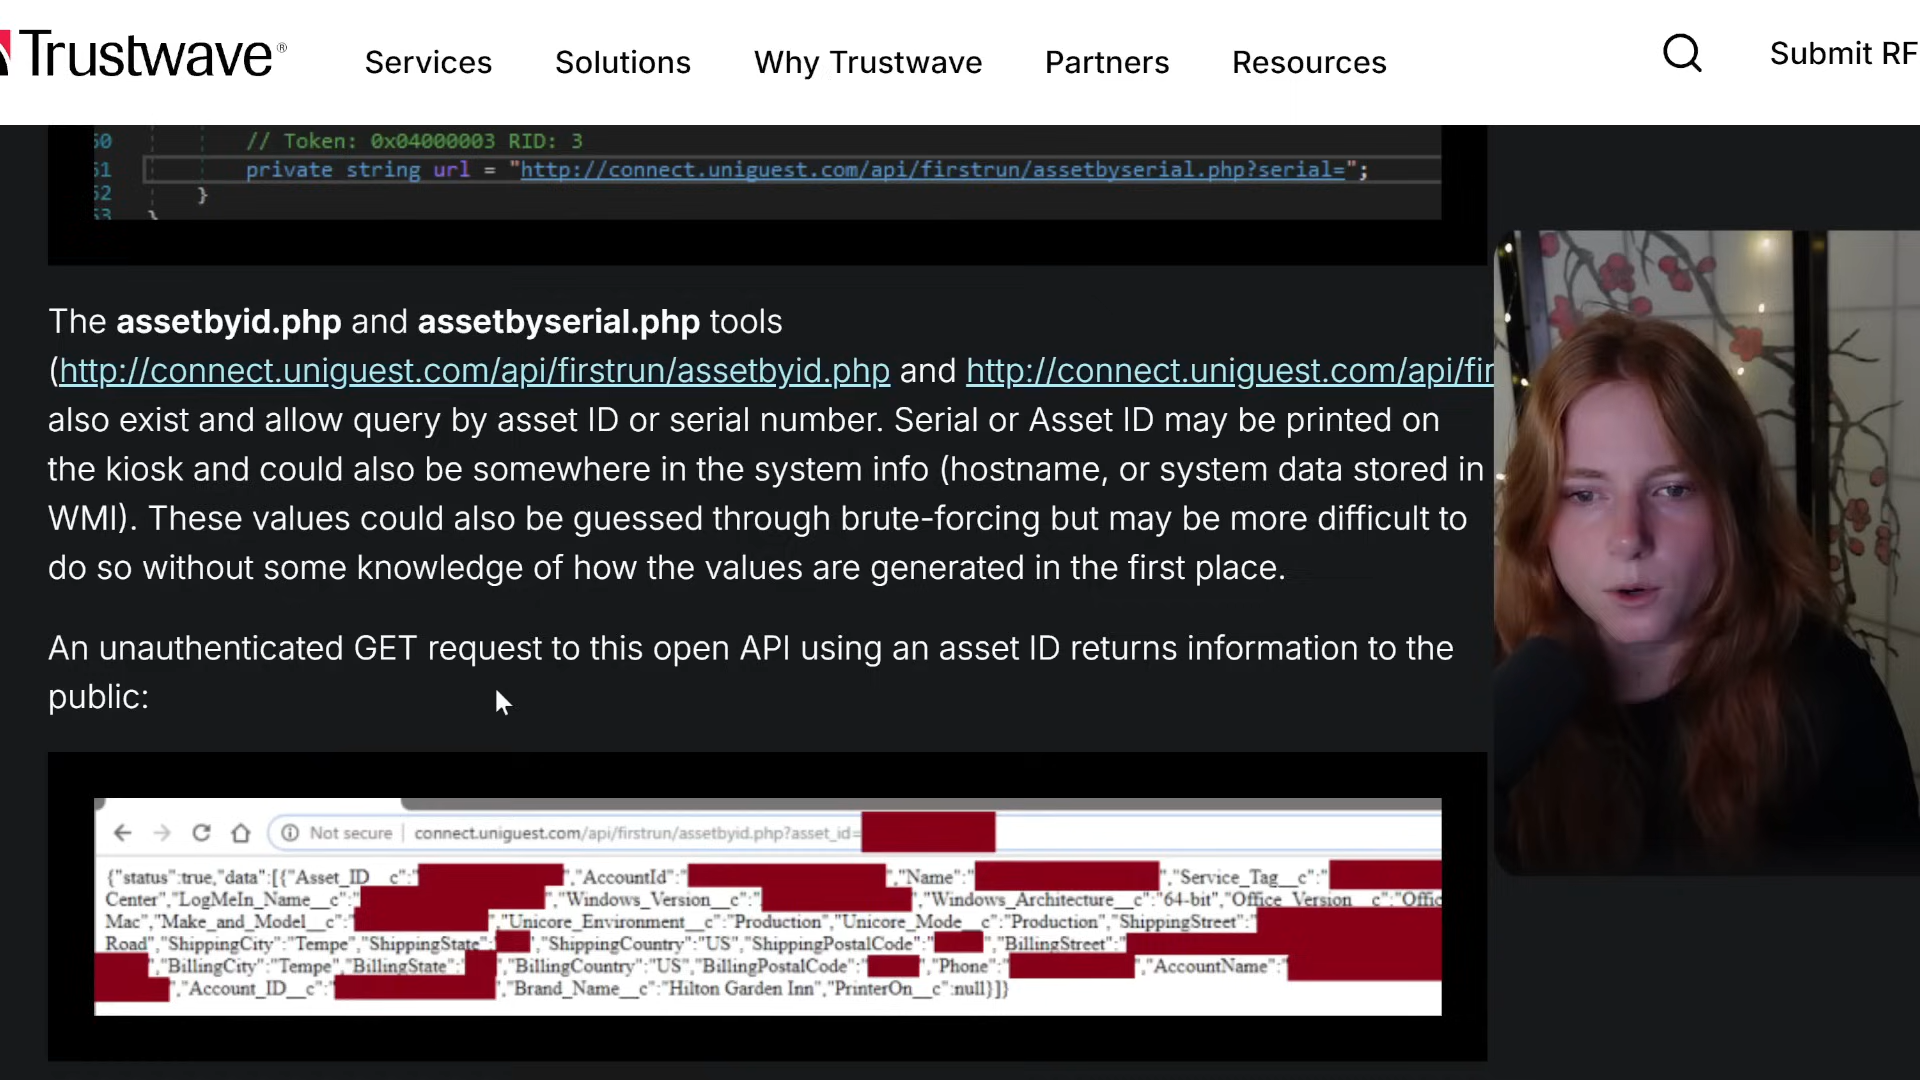 Trustwave®
Services
Solutions
Why Trustwave
Partners
Resources
Submit RF
// Token: 0x04000003 RID: 3
51 private string url = "http://connect.uniguest.com/api/firstrun/assetbyserial.php?serial=";
52 }
The assetbyid.php and assetbyserial.php tools
(http://connect.uniguest.com/api/firstrun/assetbyid.php and http://connect.uniguest.com/api/fir
also exist and allow query by asset ID or serial number. Serial or Asset ID may be printed on
the kiosk and could also be somewhere in the system info (hostname, or system data stored in
WMI). These values could also be guessed through brute-forcing but may be more difficult to
do so without some knowledge of how the values are generated in the first place.
An unauthenticated GET request to this open API using an asset ID returns information to the
public:
Not secure | connect.uniguest.com/api/firstrun/assetbyid.php?asset_id=
{"status":true,"data":[{"Asset_ID__c":" ","AccountId":" ","Name":" ","Service_Tag__c":"
Center","LogMeIn_Name__c":" ","Windows_Version__c":" ","Windows_Architecture__c":"64-bit","Office_Version__c":"Offic
Mac","Make_and_Model__c":" ","Unicore_Environment__c":"Production","Unicore_Mode__c":"Production","ShippingStreet":"
Road","ShippingCity":"Tempe","ShippingState": ","ShippingCountry":"US","ShippingPostalCode":" ","BillingStreet":"
","BillingCity":"Tempe","BillingState":" ","BillingCountry":"US","BillingPostalCode":" ","Phone":" ","AccountName":"
","Account_ID__c":" ","Brand_Name__c":"Hilton Garden Inn","PrinterOn__c":null}]}